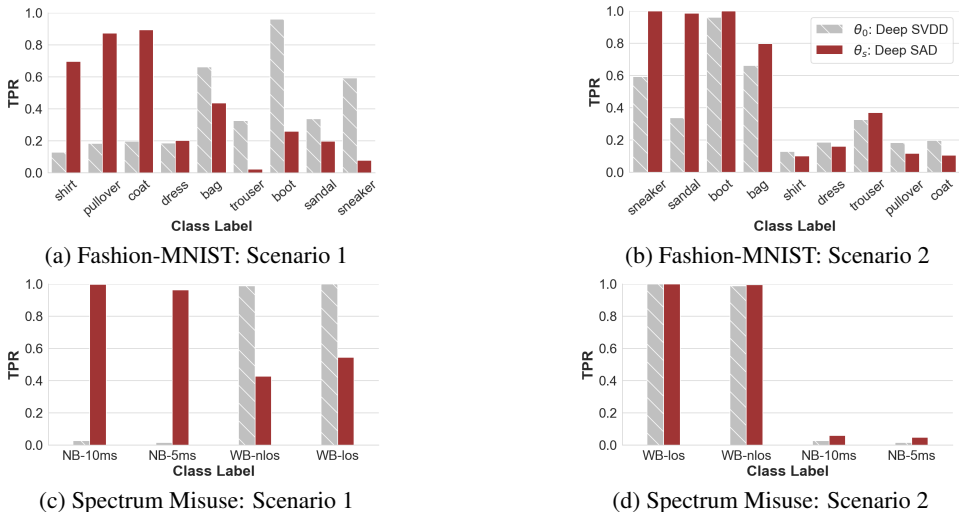 1.0
0.8
0.6
0.4
0.2
0.0
TPR
shirt
pullover
coat
dress
bag
trouser
boot
sandal
sneaker
Class Label
(a) Fashion-MNIST: Scenario 1
1.0
0.8
0.6
0.4
0.2
0.0
TPR
θ0: Deep SVDD
θs: Deep SAD
sneaker
sandal
boot
bag
shirt
dress
trouser
pullover
coat
Class Label
(b) Fashion-MNIST: Scenario 2
1.0
0.8
0.6
0.4
0.2
0.0
TPR
NB-10ms
NB-5ms
WB-nlos
WB-los
Class Label
(c) Spectrum Misuse: Scenario 1
1.0
0.8
0.6
0.4
0.2
0.0
TPR
WB-los
WB-nlos
NB-10ms
NB-5ms
Class Label
(d) Spectrum Misuse: Scenario 2